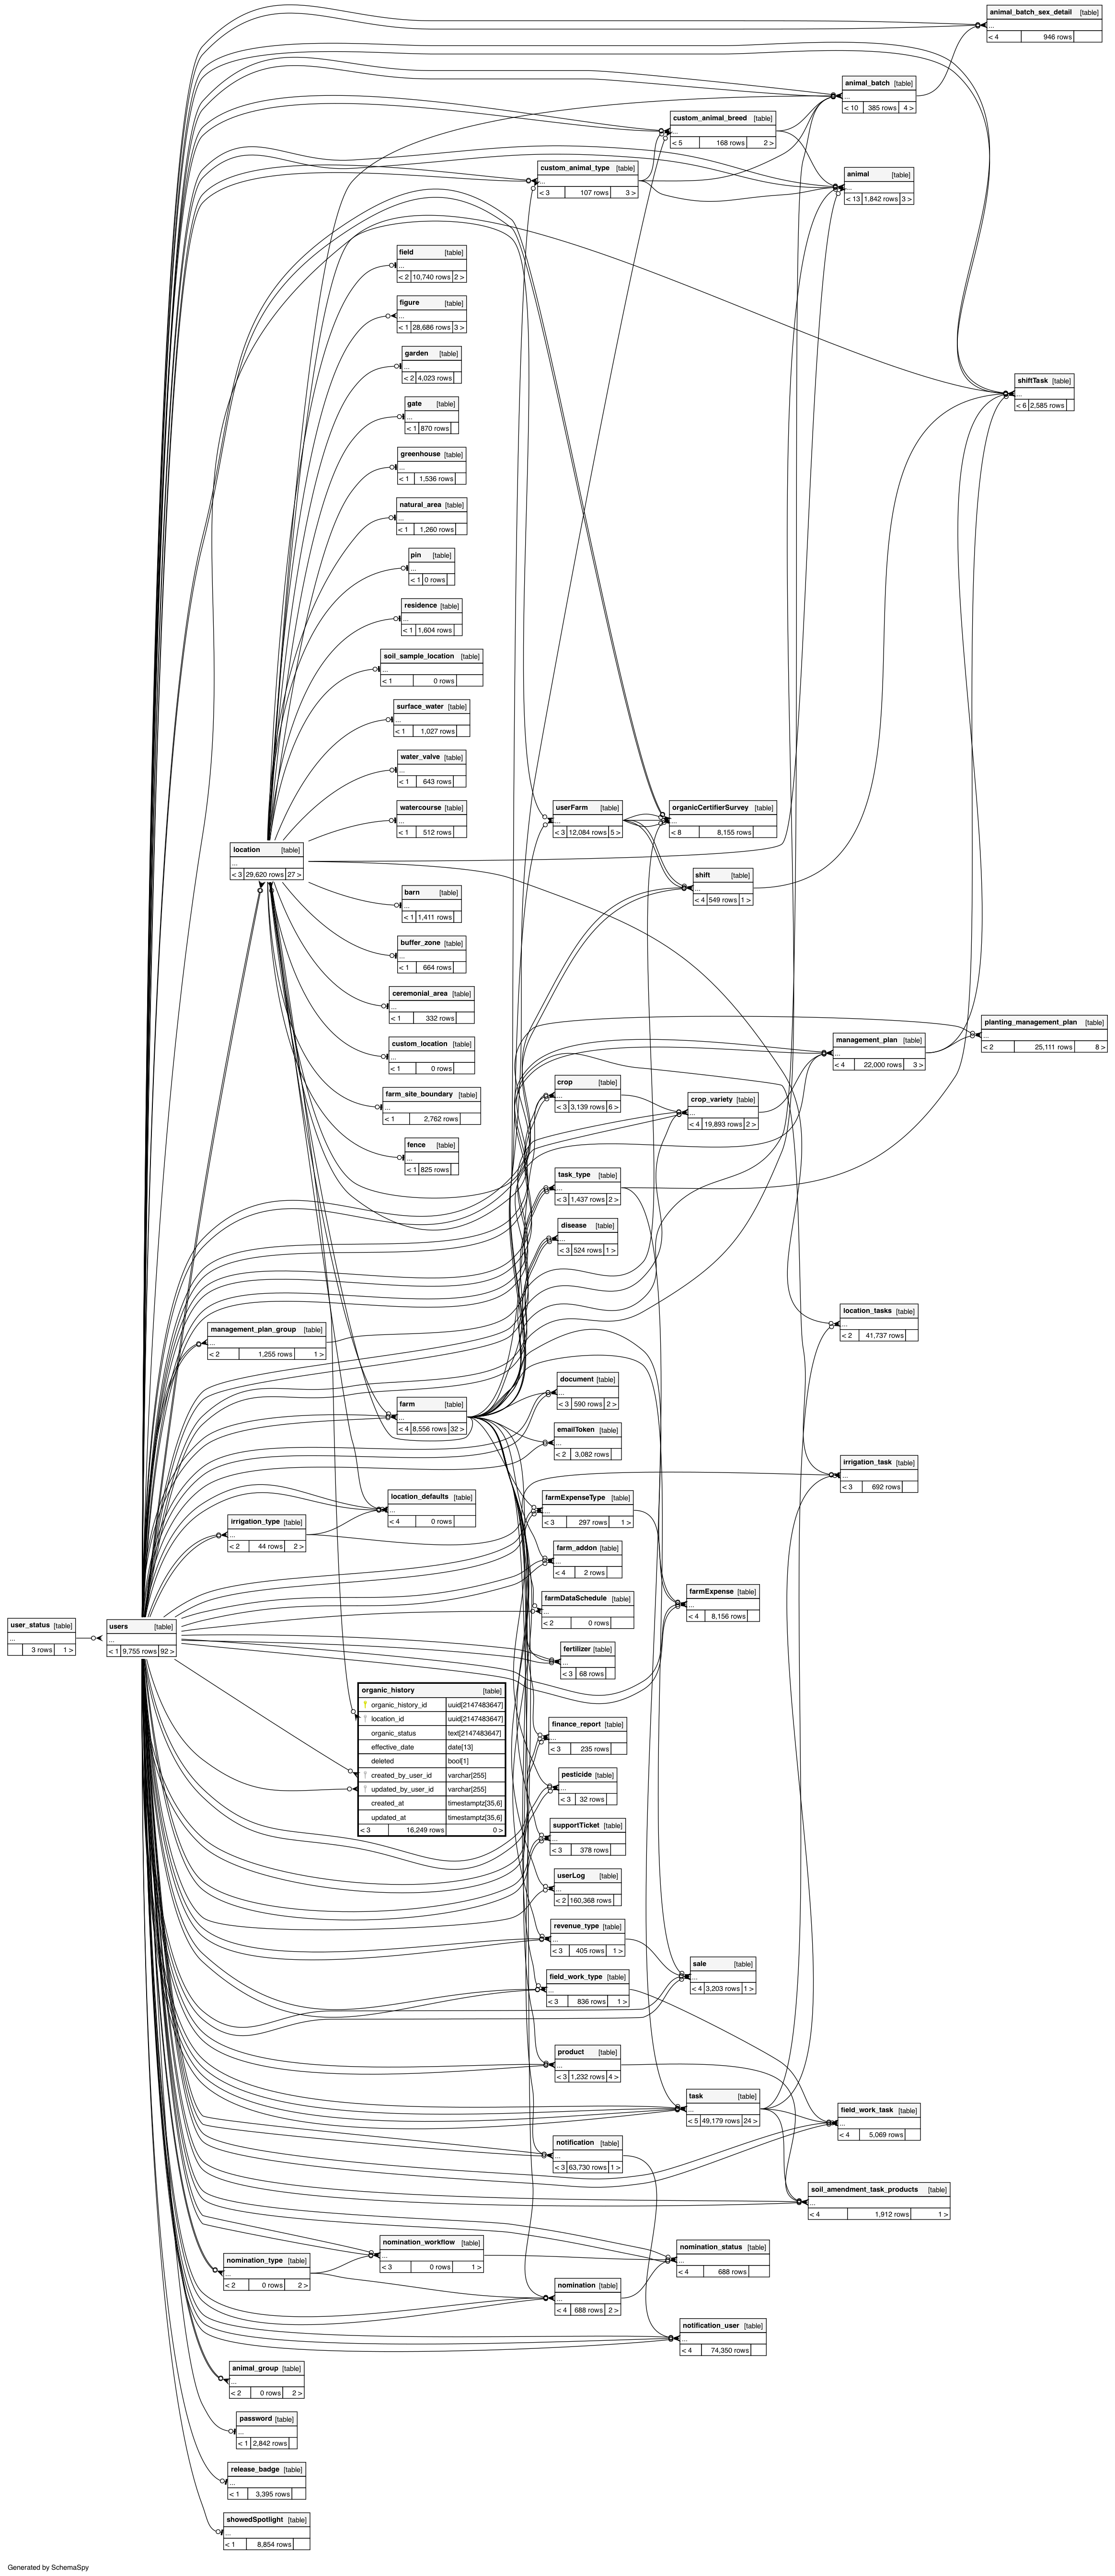 animal_batch_sex_detail [table]
...
< 4 946 rows
animal_batch [table]
...
< 10 385 rows 4 >
custom_animal_breed [table]
...
< 5 168 rows 2 >
custom_animal_type [table]
...
< 3 107 rows 3 >
animal [table]
...
< 13 1,842 rows 3 >
field [table]
...
< 2 10,740 rows 2 >
figure [table]
...
< 1 28,686 rows 3 >
garden [table]
...
< 2 4,023 rows
shiftTask [table]
...
< 6 2,585 rows
gate [table]
...
< 1 870 rows
greenhouse [table]
...
< 1 1,536 rows
natural_area [table]
...
< 1 1,260 rows
pin [table]
...
< 1 0 rows
residence [table]
...
< 1 1,604 rows
soil_sample_location [table]
...
< 1 0 rows
surface_water [table]
...
< 1 1,027 rows
water_valve [table]
...
< 1 643 rows
watercourse [table]
...
< 1 512 rows
userFarm [table]
...
< 3 12,084 rows 5 >
organicCertifierSurvey [table]
...
< 8 8,155 rows
location [table]
...
< 3 29,620 rows 27 >
shift [table]
...
< 4 549 rows 1 >
barn [table]
...
< 1 1,411 rows
buffer_zone [table]
...
< 1 664 rows
ceremonial_area [table]
...
< 1 332 rows
custom_location [table]
...
< 1 0 rows
planting_management_plan [table]
...
< 2 25,111 rows 8 >
management_plan [table]
...
< 4 22,000 rows 3 >
crop [table]
...
< 3 3,139 rows 6 >
farm_site_boundary [table]
...
< 1 2,762 rows
crop_variety [table]
...
< 4 19,893 rows 2 >
fence [table]
...
< 1 825 rows
task_type [table]
...
< 3 1,437 rows 2 >
disease [table]
...
< 3 524 rows 1 >
location_tasks [table]
...
< 2 41,737 rows
management_plan_group [table]
...
< 2 1,255 rows 1 >
document [table]
...
< 3 590 rows 2 >
farm [table]
...
< 4 8,556 rows 32 >
emailToken [table]
...
< 2 3,082 rows
irrigation_task [table]
...
< 3 692 rows
location_defaults [table]
...
< 4 0 rows
farmExpenseType [table]
...
< 3 297 rows 1 >
irrigation_type [table]
...
< 2 44 rows 2 >
farm_addon [table]
...
< 4 2 rows
farmDataSchedule [table]
...
< 2 0 rows
farmExpense [table]
...
< 4 8,156 rows
user_status [table]
...
3 rows 1 >
users [table]
...
< 1 9,755 rows 92 >
fertilizer [table]
...
< 3 68 rows
organic_history [table]
organic_history_id uuid[2147483647]
location_id uuid[2147483647]
organic_status text[2147483647]
effective_date date[13]
deleted bool[1]
created_by_user_id varchar[255]
updated_by_user_id varchar[255]
created_at timestamptz[35,6]
updated_at timestamptz[35,6]
< 3 16,249 rows 0 >
finance_report [table]
...
< 3 235 rows
pesticide [table]
...
< 3 32 rows
supportTicket [table]
...
< 3 378 rows
userLog [table]
...
< 2 160,368 rows
revenue_type [table]
...
< 3 405 rows 1 >
sale [table]
...
< 4 3,203 rows 1 >
field_work_type [table]
...
< 3 836 rows 1 >
product [table]
...
< 3 1,232 rows 4 >
task [table]
...
< 5 49,179 rows 24 >
field_work_task [table]
...
< 4 5,069 rows
notification [table]
...
< 3 63,730 rows 1 >
soil_amendment_task_products [table]
...
< 4 1,912 rows 1 >
nomination_workflow [table]
...
< 3 0 rows 1 >
nomination_status [table]
...
< 4 688 rows
nomination_type [table]
...
< 2 0 rows 2 >
nomination [table]
...
< 4 688 rows 2 >
notification_user [table]
...
< 4 74,350 rows
animal_group [table]
...
< 2 0 rows 2 >
password [table]
...
< 1 2,842 rows
release_badge [table]
...
< 1 3,395 rows
showedSpotlight [table]
...
< 1 8,854 rows
Generated by SchemaSpy